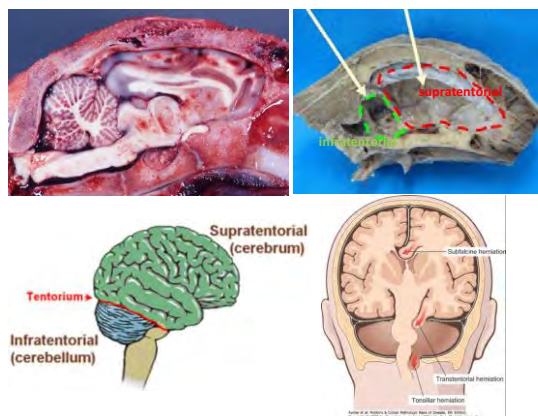 supratentorial
infratentorial
Supratentorial
(cerebrum)
Tentorium
Infratentorial
(cerebellum)
Subfalcine herniation
Transtentorial herniation
Tonsillar herniation